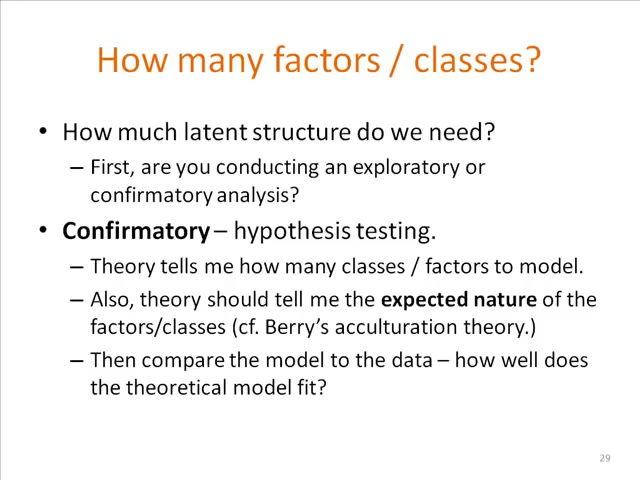 How many factors / classes?
• How much latent structure do we need?
– First, are you conducting an exploratory or
confirmatory analysis?
• Confirmatory – hypothesis testing.
– Theory tells me how many classes / factors to model.
– Also, theory should tell me the expected nature of the
factors/classes (cf. Berry’s acculturation theory.)
– Then compare the model to the data – how well does
the theoretical model fit?
29